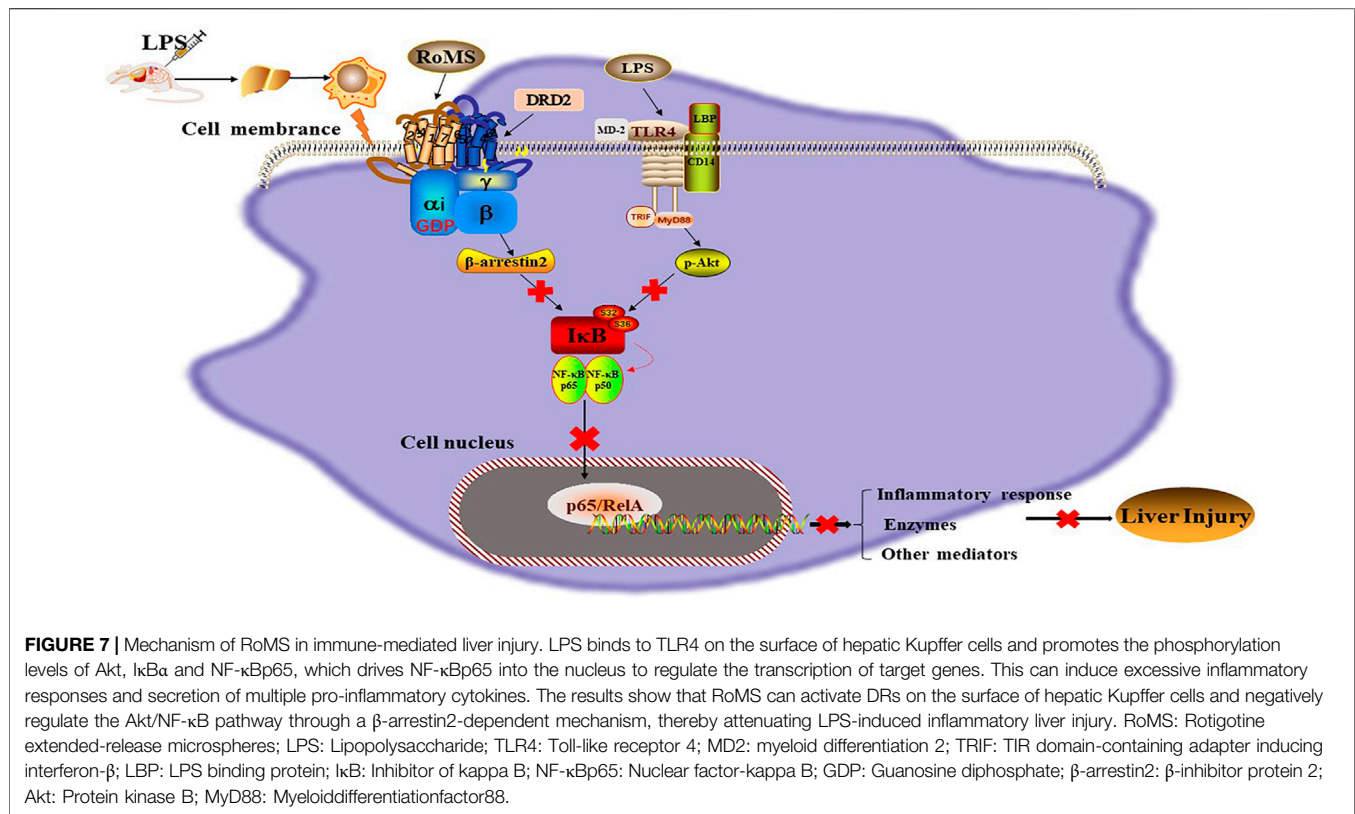 LPS
RoMS
LPS
DRD2
LBP
MD-2
TLR4
Cell membrance
CD14
γ
αi
β
GDP
TRIF
MyD88
β-arrestin2
p-Akt
S32
S36
IκB
NF-κB
p65
NF-κB
p50
Cell nucleus
p65/RelA
Inflammatory response
Enzymes
Other mediators
Liver Injury
FIGURE 7 | Mechanism of RoMS in immune-mediated liver injury. LPS binds to TLR4 on the surface of hepatic Kupffer cells and promotes the phosphorylation
levels of Akt, IκBα and NF-κBp65, which drives NF-κBp65 into the nucleus to regulate the transcription of target genes. This can induce excessive inflammatory
responses and secretion of multiple pro-inflammatory cytokines. The results show that RoMS can activate DRs on the surface of hepatic Kupffer cells and negatively
regulate the Akt/NF-κB pathway through a β-arrestin2-dependent mechanism, thereby attenuating LPS-induced inflammatory liver injury. RoMS: Rotigotine
extended-release microspheres; LPS: Lipopolysaccharide; TLR4: Toll-like receptor 4; MD2: myeloid differentiation 2; TRIF: TIR domain-containing adapter inducing
interferon-β; LBP: LPS binding protein; IκB: Inhibitor of kappa B; NF-κBp65: Nuclear factor-kappa B; GDP: Guanosine diphosphate; β-arrestin2: β-inhibitor protein 2;
Akt: Protein kinase B; MyD88: Myeloiddifferentiationfactor88.